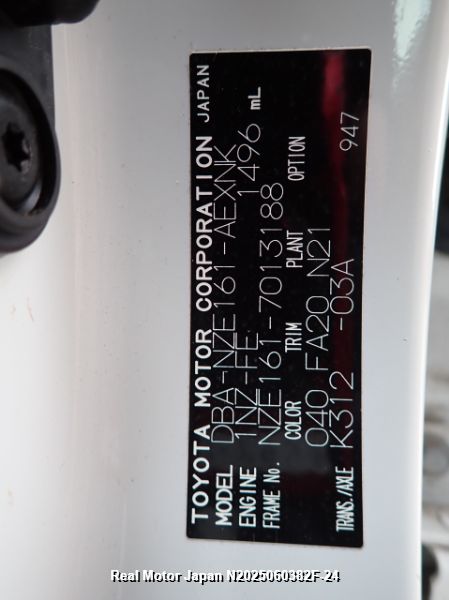 TOYOTA MOTOR CORPORATION JAPAN
MODEL DBA-NZE161-AEXNK
ENGINE 1NZ-FE 1496 mL
FRAME No. NZE161-7013188
COLOR TRIM PLANT OPTION
040 FA20 N21
TRANS./AXLE K312 -03A 947
Real Motor Japan N2025060382F-24